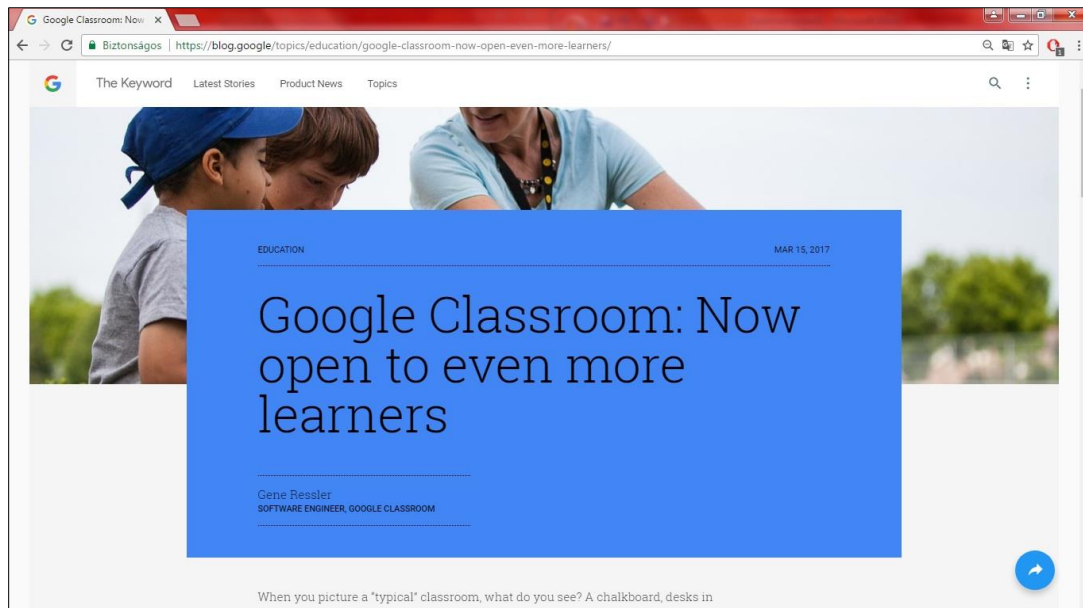 Google Classroom: Now
Biztonságos | https://blog.google/topics/education/google-classroom-now-open-even-more-learners/
1
The Keyword Latest Stories Product News Topics
EDUCATION MAR 15, 2017
Google Classroom: Now
open to even more
learners
Gene Ressler
SOFTWARE ENGINEER, GOOGLE CLASSROOM
When you picture a "typical" classroom, what do you see? A chalkboard, desks in